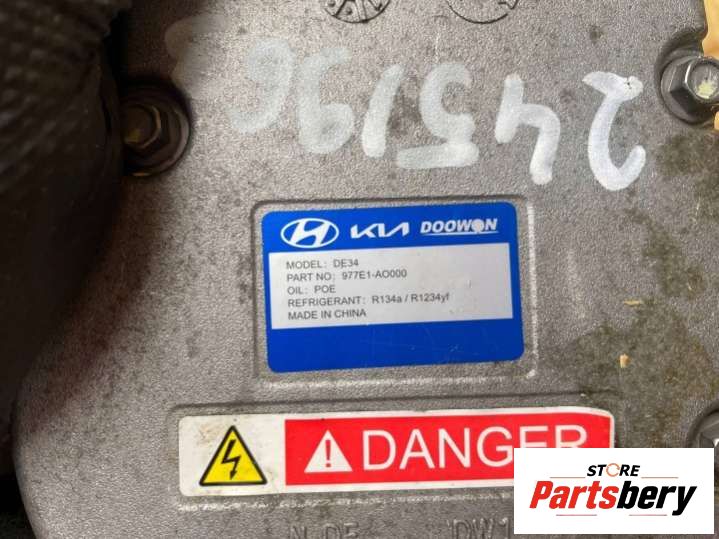 245196
KIA DOOWON
MODEL: DE34
PART NO: 977E1-AO000
OIL: POE
REFRIGERANT: R134a / R1234yf
MADE IN CHINA
DANGER
STORE
Partsbery